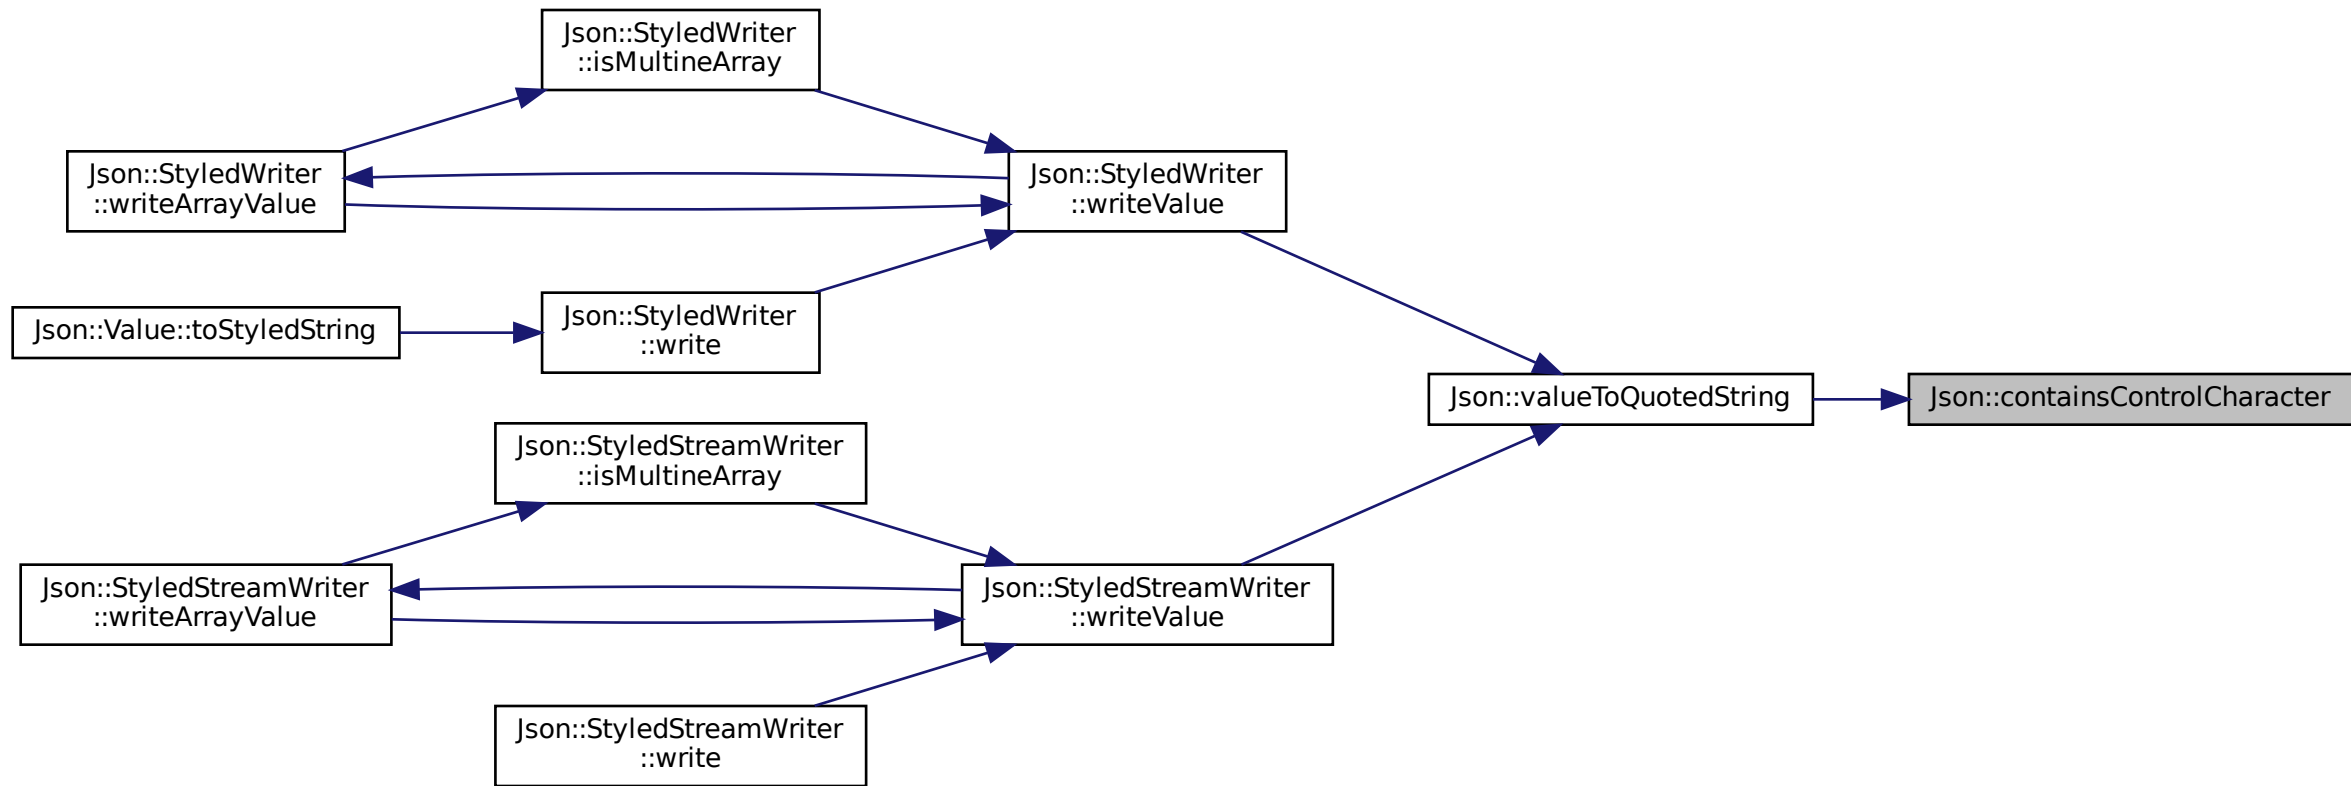 Json::StyledWriter
::isMultineArray
Json::StyledWriter
::writeArrayValue
Json::StyledWriter
::writeValue
Json::Value::toStyledString
Json::StyledWriter
::write
Json::valueToQuotedString
Json::containsControlCharacter
Json::StyledStreamWriter
::isMultineArray
Json::StyledStreamWriter
::writeArrayValue
Json::StyledStreamWriter
::writeValue
Json::StyledStreamWriter
::write